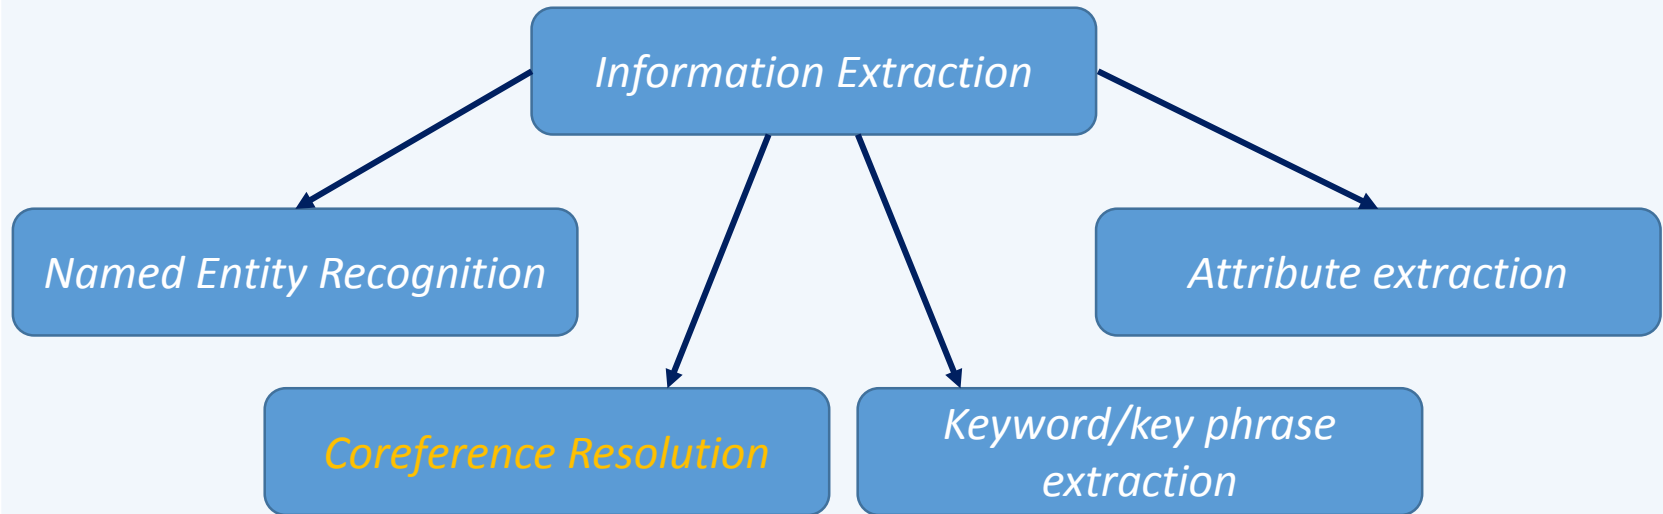 Information Extraction
Named Entity Recognition
Attribute extraction
Coreference Resolution
Keyword/key phrase
extraction